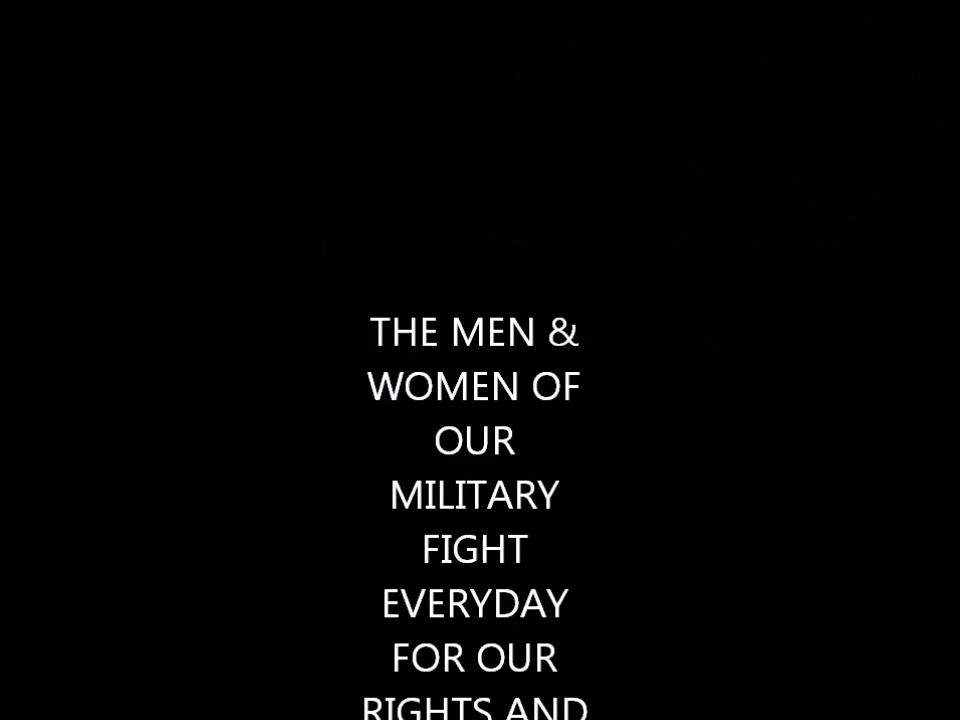 THE MEN &
WOMEN OF
OUR
MILITARY
FIGHT
EVERYDAY
FOR OUR
RIGHTS AND